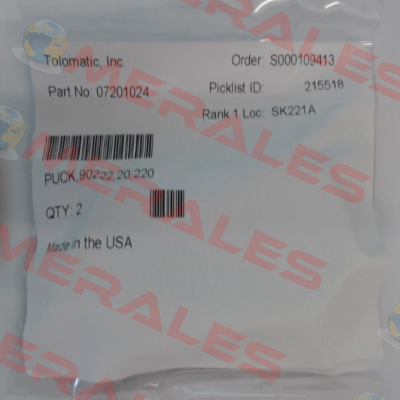 Tolomatic, Inc.
Order: S000109413
Part No: 07201024
Picklist ID: 215518
Rank 1 Loc: SK221A
PUCK,90222,20,220
QTY: 2
Made in the USA
MERALES
MERALES
MERALES